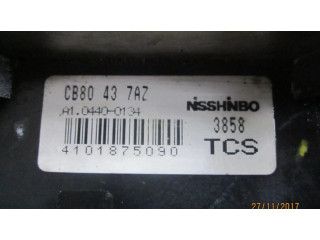 CB80 43 7AZ
NISSHINBO
A1.0440-0134
3858
4101875090
TCS
27/11/2017